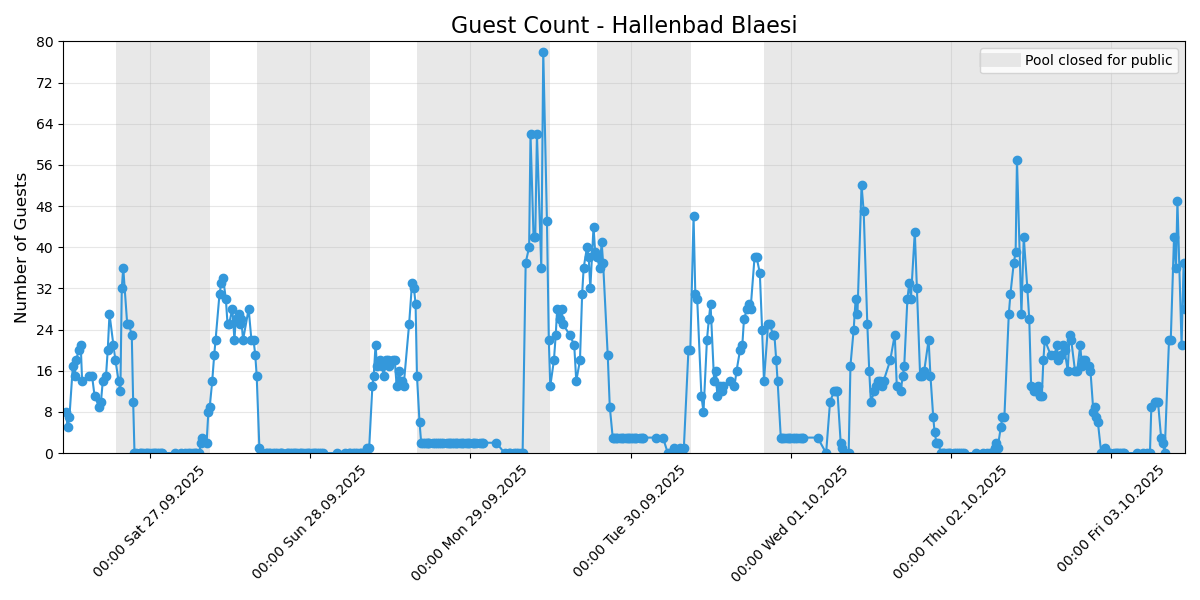 Guest Count - Hallenbad Blaesi
Pool closed for public
Number of Guests
80
72
64
56
48
40
32
24
16
8
0
00:00 Sat 27.09.2025
00:00 Sun 28.09.2025
00:00 Mon 29.09.2025
00:00 Tue 30.09.2025
00:00 Wed 01.10.2025
00:00 Thu 02.10.2025
00:00 Fri 03.10.2025